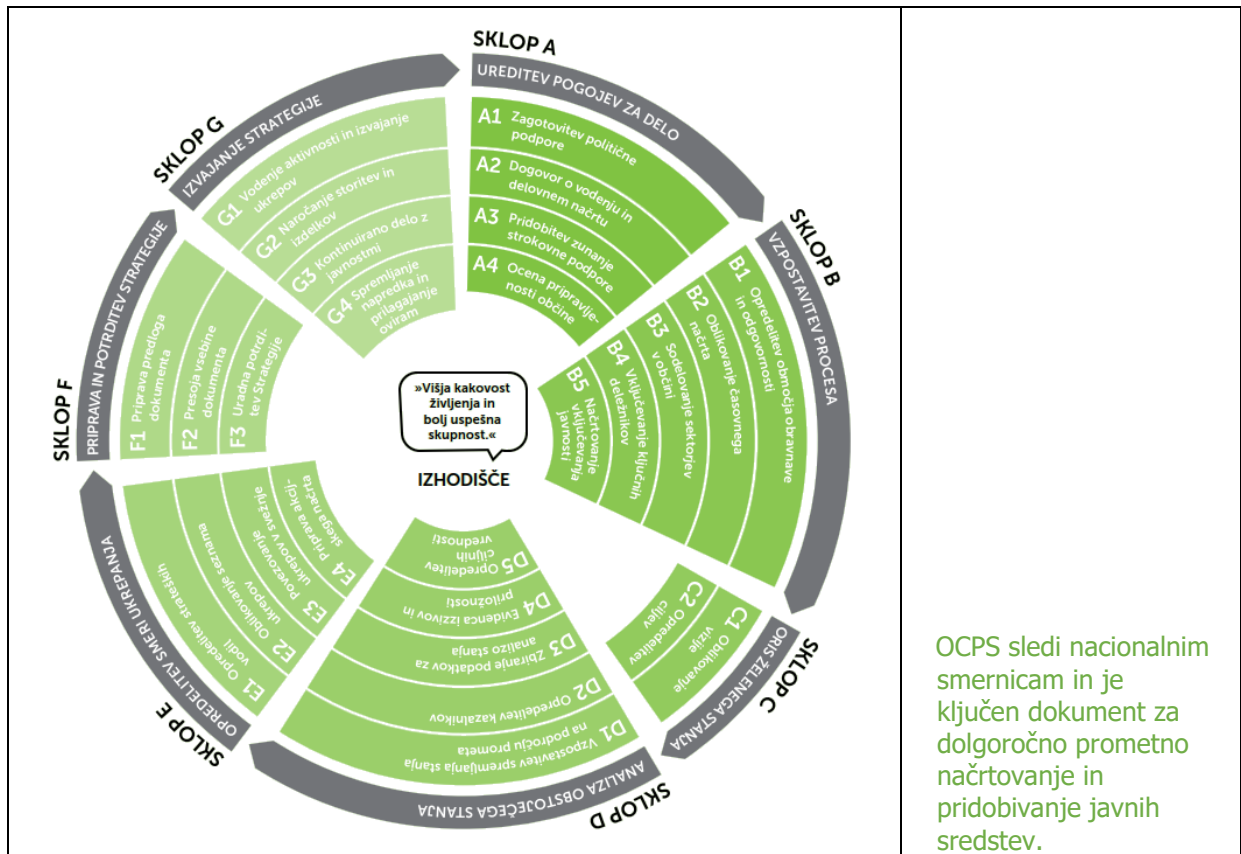 SKLOP A
UREDITEV POGOJEV ZA DELO
A1 Zagotovitev politične
podpore
A2 Dogovor o vodenju in
delovnem načrtu
A3 Pridobitev zunanje
strokovne podpore
A4 Ocena pripravlje-
nosti občine
SKLOP B
VZPOSTAVITEV PROCESA
B1 Opredelitev območja obravnave
in odgovornosti
B2 Oblikovanje časovnega
načrta
B3 Sodelovanje sektorjev
v občini
B4 Vključevanje ključnih
deležnikov
B5 Načrtovanje
vključevanja
javnosti
SKLOP C
ORIS ŽELENEGA STANJA
C1 Oblikovanje
vizije
C2 Opredelitev
ciljev
SKLOP D
ANALIZA OBSTOJEČEGA STANJA
D1 Vzpostavitev spremljanja stanja
na področju prometa
D2 Opredelitev kazalnikov
D3 Zbiranje podatkov za
analizo stanja
D4 Evidenca izzivov in
priložnosti
D5 Opredelitev
ciljnih
vrednosti
SKLOP E
OPREDELITEV SMERI UKREPANJA
E1 Opredelitev strateških
vodil
E2 Oblikovanje seznama
ukrepov
E3 Povezovanje
ukrepov v svežnje
E4 Priprava akcij-
skega načrta
SKLOP F
PRIPRAVA IN POTRDITEV STRATEGIJE
F1 Priprava predloga
dokumenta
F2 Presoja vsebine
dokumenta
F3 Uradna potrdi-
tev Strategije
SKLOP G
IZVAJANJE STRATEGIJE
G1 Vodenje aktivnosti in izvajanje
ukrepov
G2 Naročanje storitev in
izdelkov
G3 Kontinuirano delo z
javnostmi
G4 Spremljanje
napredka in
prilagajanje
oviram
»Višja kakovost
življenja in
bolj uspešna
skupnost.«
IZHODIŠČE
OCPS sledi nacionalnim
smernicam in je
ključen dokument za
dolgoročno prometno
načrtovanje in
pridobivanje javnih
sredstev.